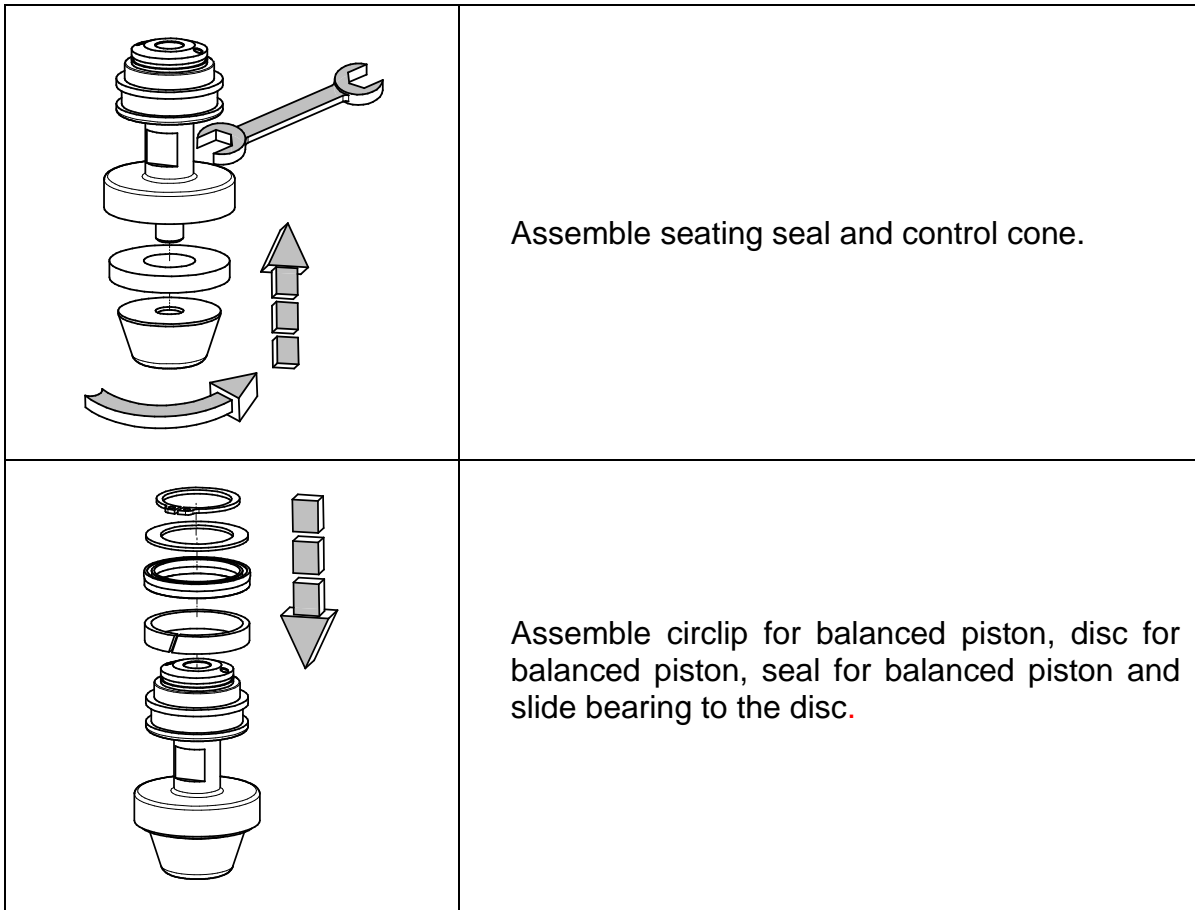 Assemble seating seal and control cone.
Assemble circlip for balanced piston, disc for
balanced piston, seal for balanced piston and
slide bearing to the disc.